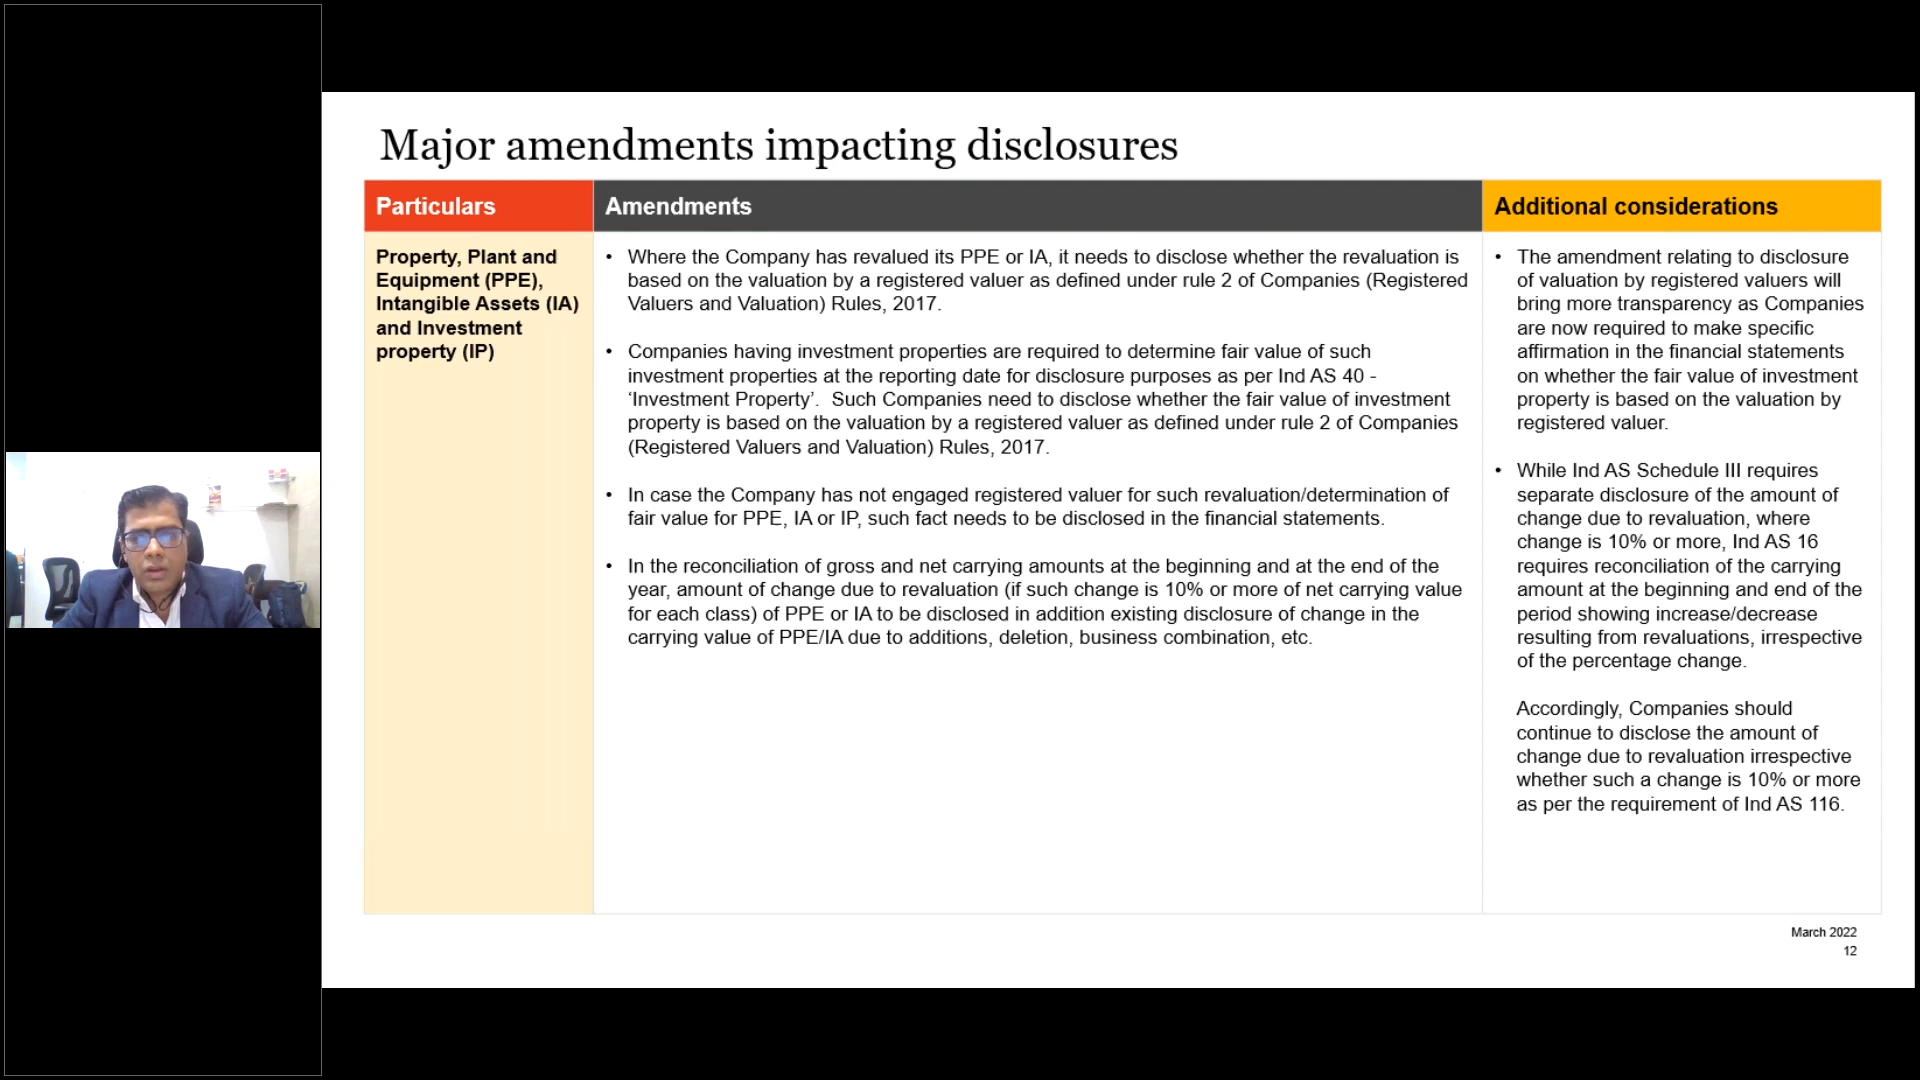 Major amendments impacting disclosures
Particulars
Amendments
Additional considerations
Property, Plant and
Equipment (PPE),
Intangible Assets (IA)
and Investment
property (IP)
• Where the Company has revalued its PPE or IA, it needs to disclose whether the revaluation is
based on the valuation by a registered valuer as defined under rule 2 of Companies (Registered
Valuers and Valuation) Rules, 2017.
• Companies having investment properties are required to determine fair value of such
investment properties at the reporting date for disclosure purposes as per Ind AS 40 -
‘Investment Property’.  Such Companies need to disclose whether the fair value of investment
property is based on the valuation by a registered valuer as defined under rule 2 of Companies
(Registered Valuers and Valuation) Rules, 2017.
• In case the Company has not engaged registered valuer for such revaluation/determination of
fair value for PPE, IA or IP, such fact needs to be disclosed in the financial statements.
• In the reconciliation of gross and net carrying amounts at the beginning and at the end of the
year, amount of change due to revaluation (if such change is 10% or more of net carrying value
for each class) of PPE or IA to be disclosed in addition existing disclosure of change in the
carrying value of PPE/IA due to additions, deletion, business combination, etc.
• The amendment relating to disclosure
of valuation by registered valuers will
bring more transparency as Companies
are now required to make specific
affirmation in the financial statements
on whether the fair value of investment
property is based on the valuation by
registered valuer.
• While Ind AS Schedule III requires
separate disclosure of the amount of
change due to revaluation, where
change is 10% or more, Ind AS 16
requires reconciliation of the carrying
amount at the beginning and end of the
period showing increase/decrease
resulting from revaluations, irrespective
of the percentage change.
Accordingly, Companies should
continue to disclose the amount of
change due to revaluation irrespective
whether such a change is 10% or more
as per the requirement of Ind AS 116.
March 2022
12